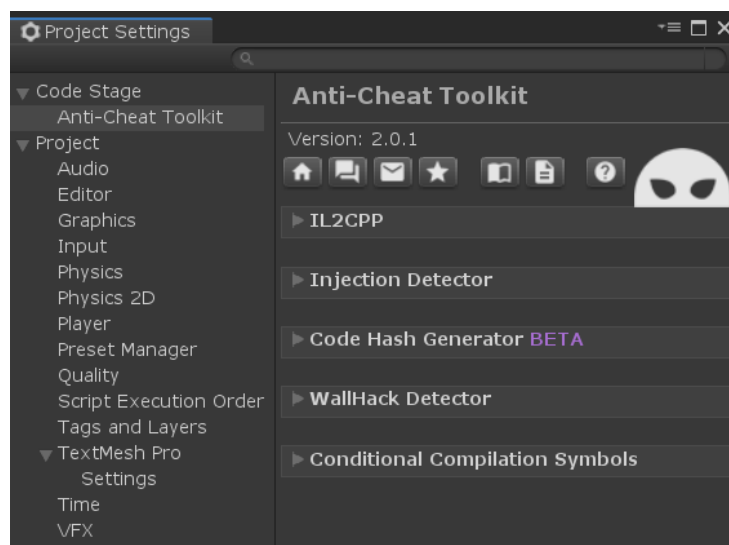 Project Settings
Code Stage
Anti-Cheat Toolkit
Project
Audio
Editor
Graphics
Input
Physics
Physics 2D
Player
Preset Manager
Quality
Script Execution Order
Tags and Layers
TextMesh Pro
Settings
Time
VFX
Anti-Cheat Toolkit
Version: 2.0.1
IL2CPP
Injection Detector
Code Hash Generator BETA
WallHack Detector
Conditional Compilation Symbols